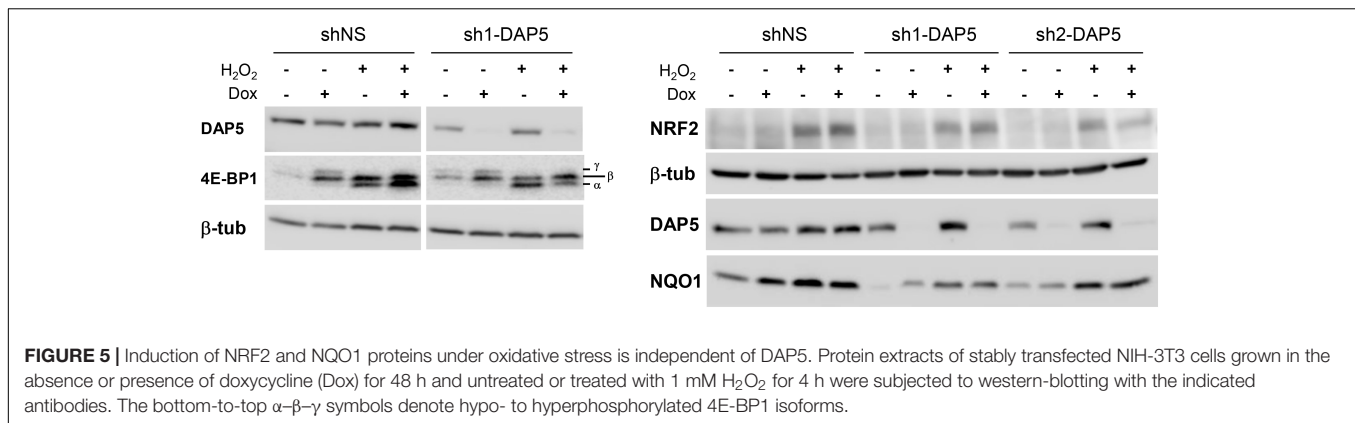 shNS sh1-DAP5
H₂O₂ - - + + - - + +
Dox - + - + - + - +
DAP5
4E-BP1 γ β α
β-tub
shNS sh1-DAP5 sh2-DAP5
H₂O₂ - - + + - - + + - - + +
Dox - + - + - + - + - + - +
NRF2
β-tub
DAP5
NQO1
FIGURE 5 | Induction of NRF2 and NQO1 proteins under oxidative stress is independent of DAP5. Protein extracts of stably transfected NIH-3T3 cells grown in the
absence or presence of doxycycline (Dox) for 48 h and untreated or treated with 1 mM H₂O₂ for 4 h were subjected to western-blotting with the indicated
antibodies. The bottom-to-top α–β–γ symbols denote hypo- to hyperphosphorylated 4E-BP1 isoforms.